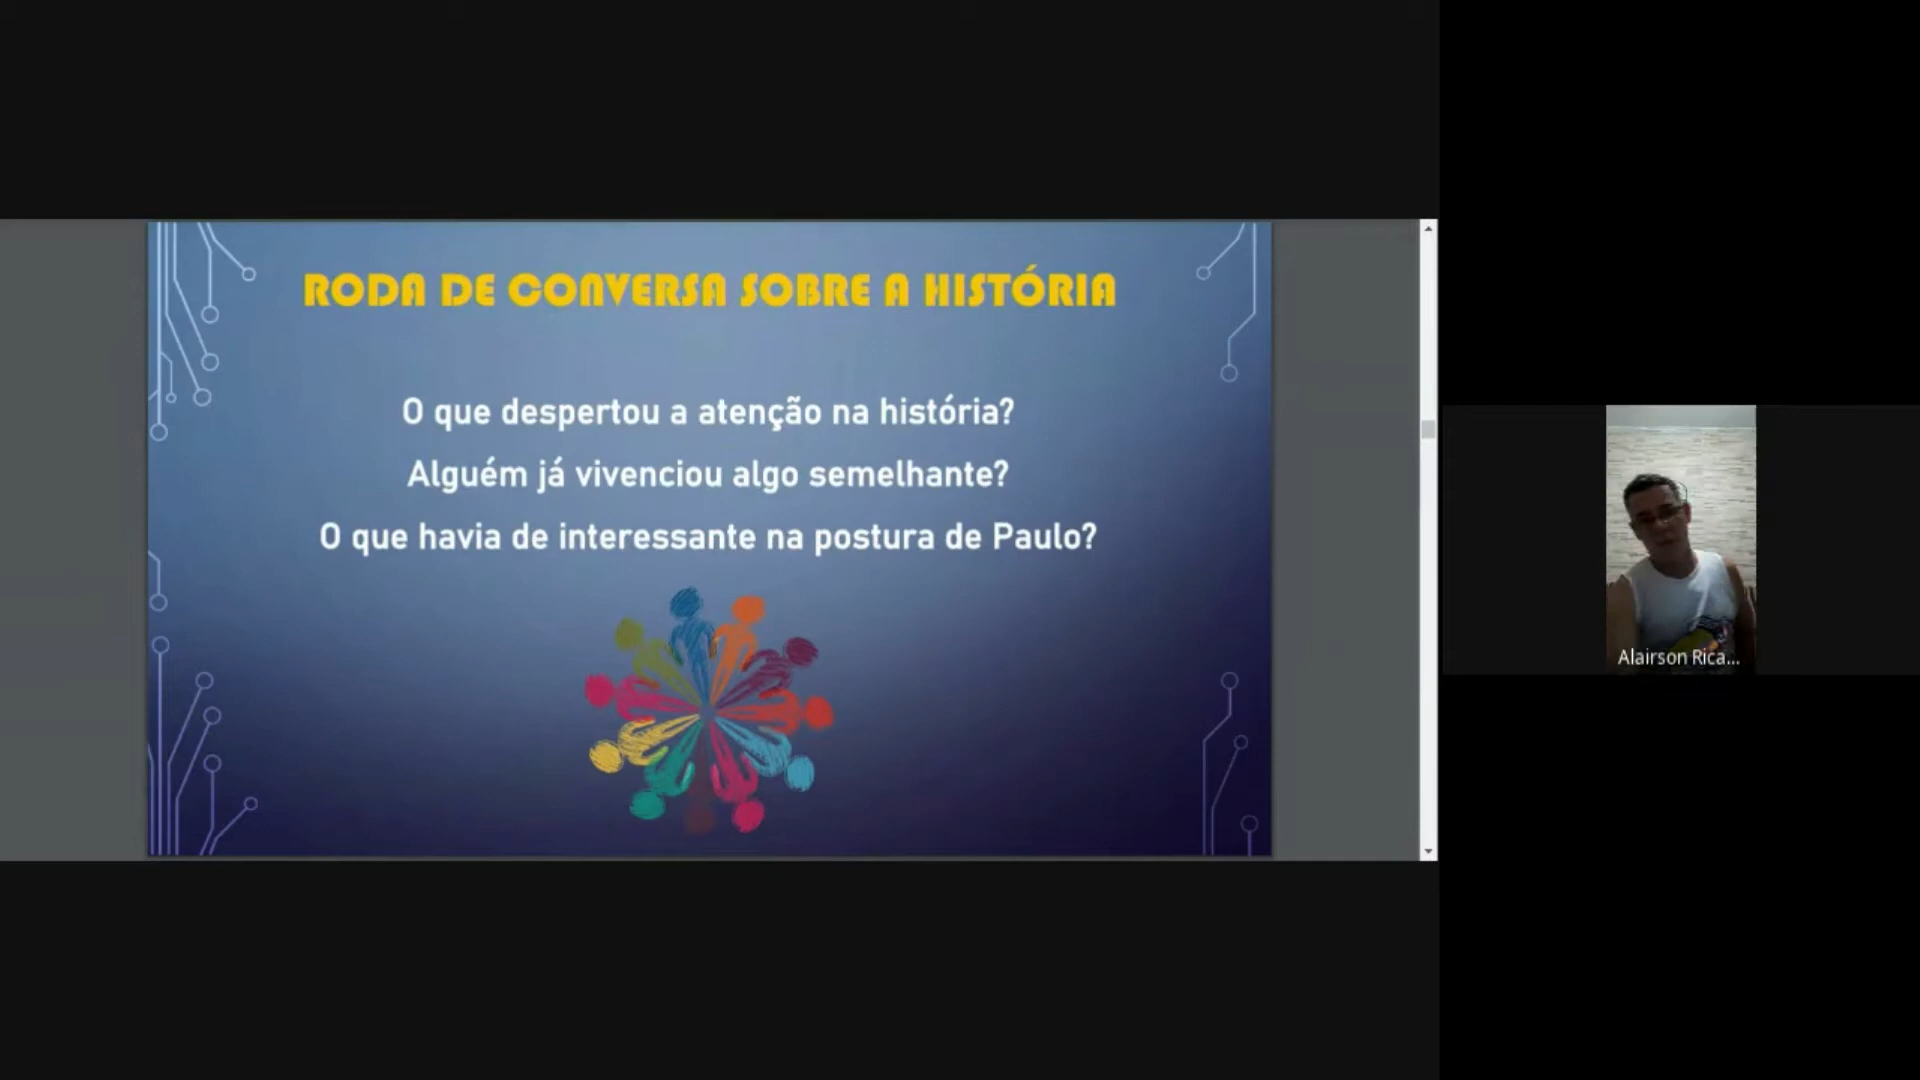 RODA DE CONVERSA SOBRE A HISTÓRIA
O que despertou a atenção na história?
Alguém já vivenciou algo semelhante?
O que havia de interessante na postura de Paulo?
Alairson Rica...